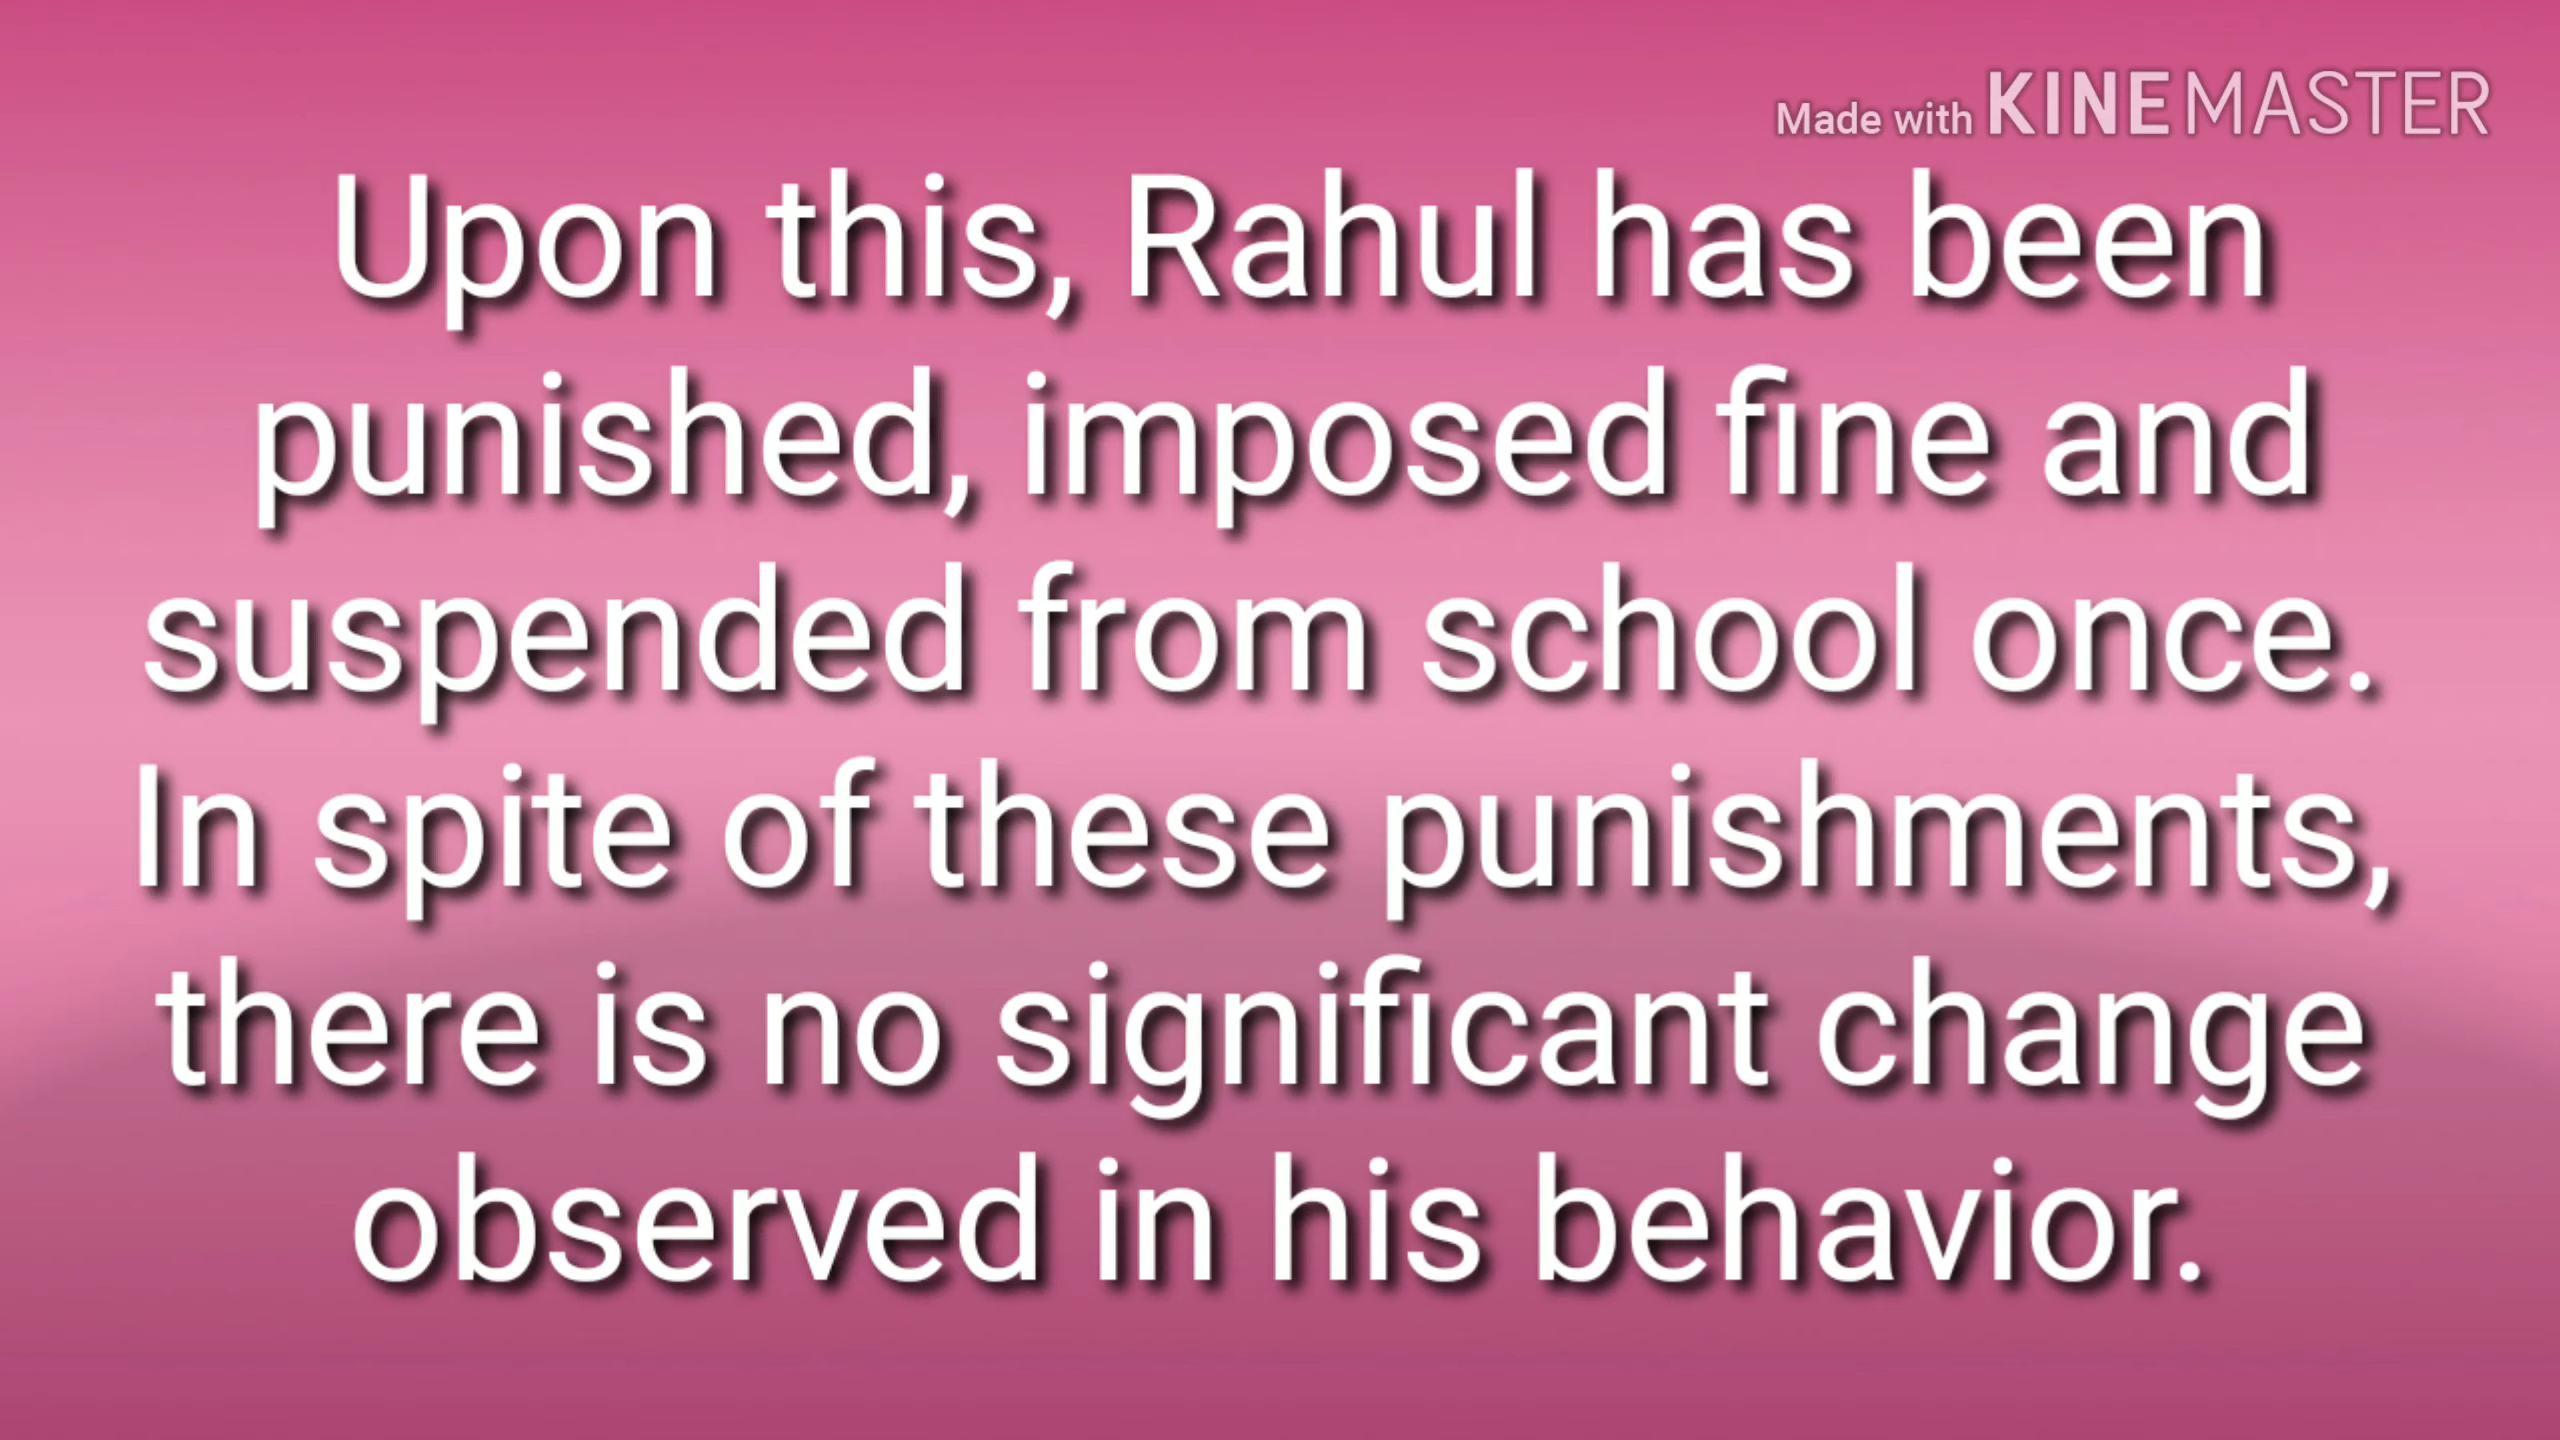 Made with KINEMASTER
Upon this, Rahul has been
punished, imposed fine and
suspended from school once.
In spite of these punishments,
there is no significant change
observed in his behavior.